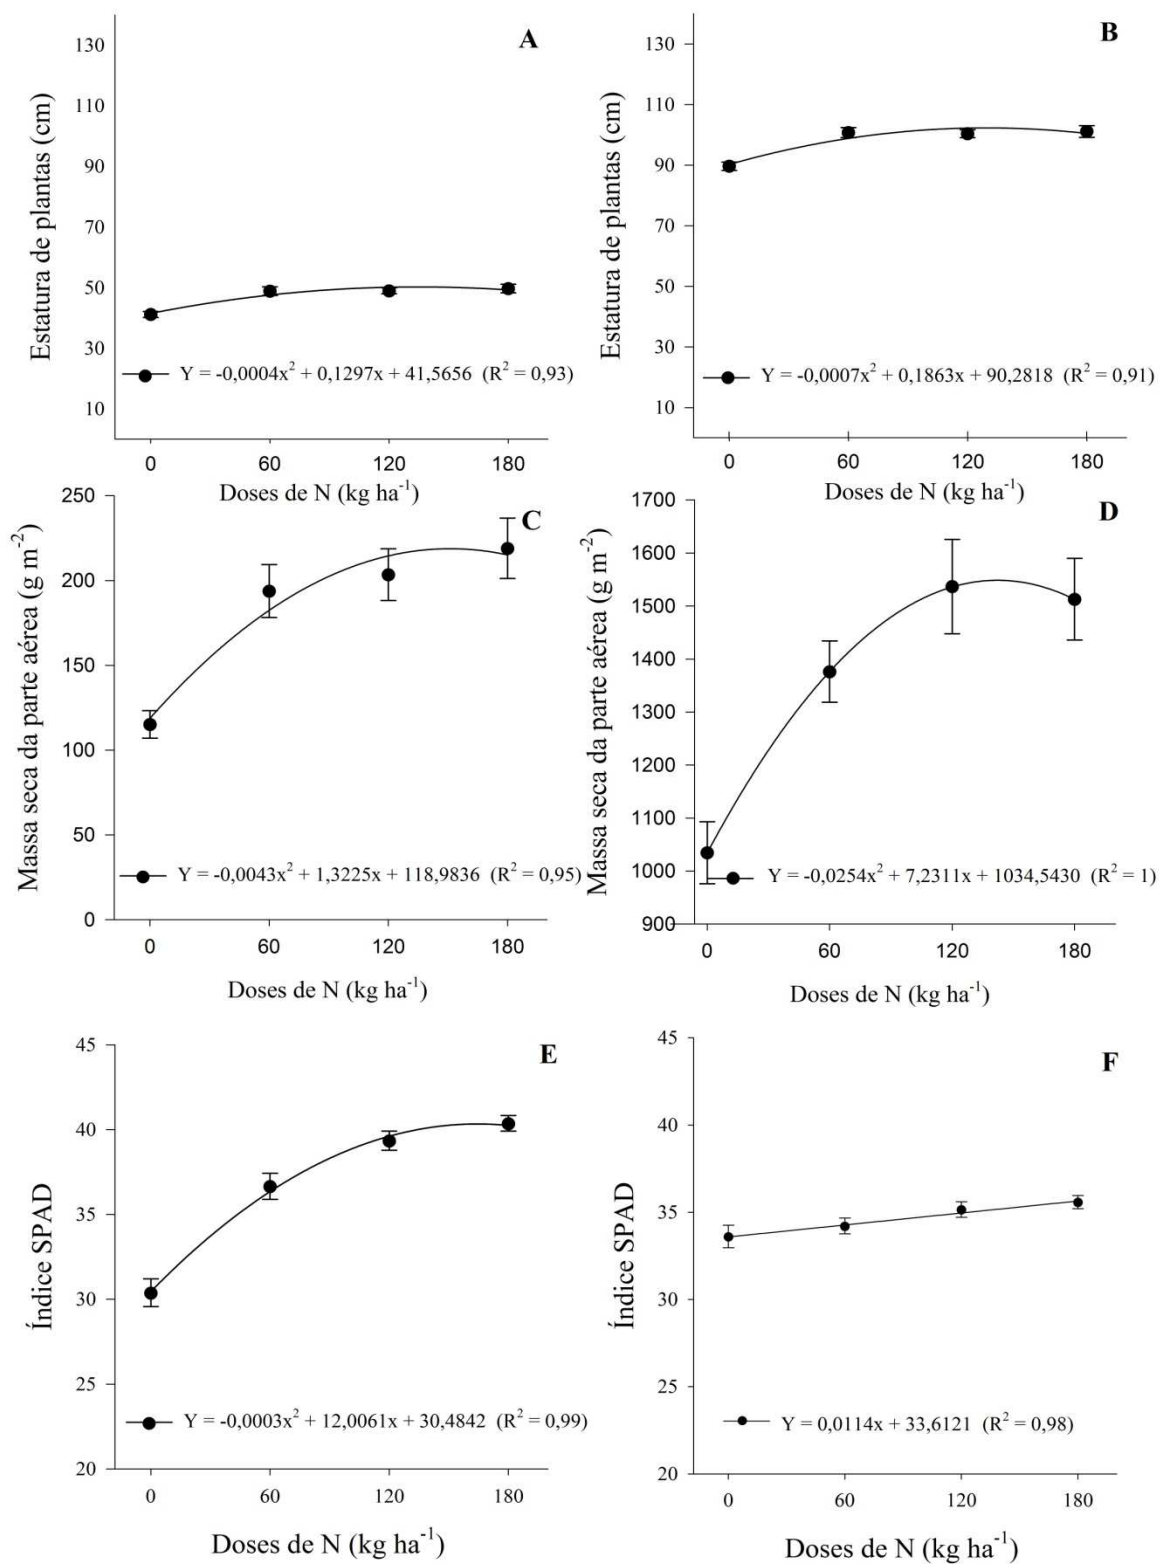 A
Estatura de plantas (cm)
130
110
90
70
50
30
10
Y = -0,0004x² + 0,1297x + 41,5656 (R² = 0,93)
0 60 120 180
Doses de N (kg ha⁻¹)
B
Estatura de plantas (cm)
130
110
90
70
50
30
10
Y = -0,0007x² + 0,1863x + 90,2818 (R² = 0,91)
0 60 120 180
Doses de N (kg ha⁻¹)
C
Massa seca da parte aérea (g m⁻²)
250
200
150
100
50
0
Y = -0,0043x² + 1,3225x + 118,9836 (R² = 0,95)
0 60 120 180
Doses de N (kg ha⁻¹)
D
Massa seca da parte aérea (g m⁻²)
1700
1600
1500
1400
1300
1200
1100
1000
900
Y = -0,0254x² + 7,2311x + 1034,5430 (R² = 1)
0 60 120 180
Doses de N (kg ha⁻¹)
E
Índice SPAD
45
40
35
30
25
20
Y = -0,0003x² + 12,0061x + 30,4842 (R² = 0,99)
0 60 120 180
Doses de N (kg ha⁻¹)
F
Índice SPAD
45
40
35
30
25
20
Y = 0,0114x + 33,6121 (R² = 0,98)
0 60 120 180
Doses de N (kg ha⁻¹)